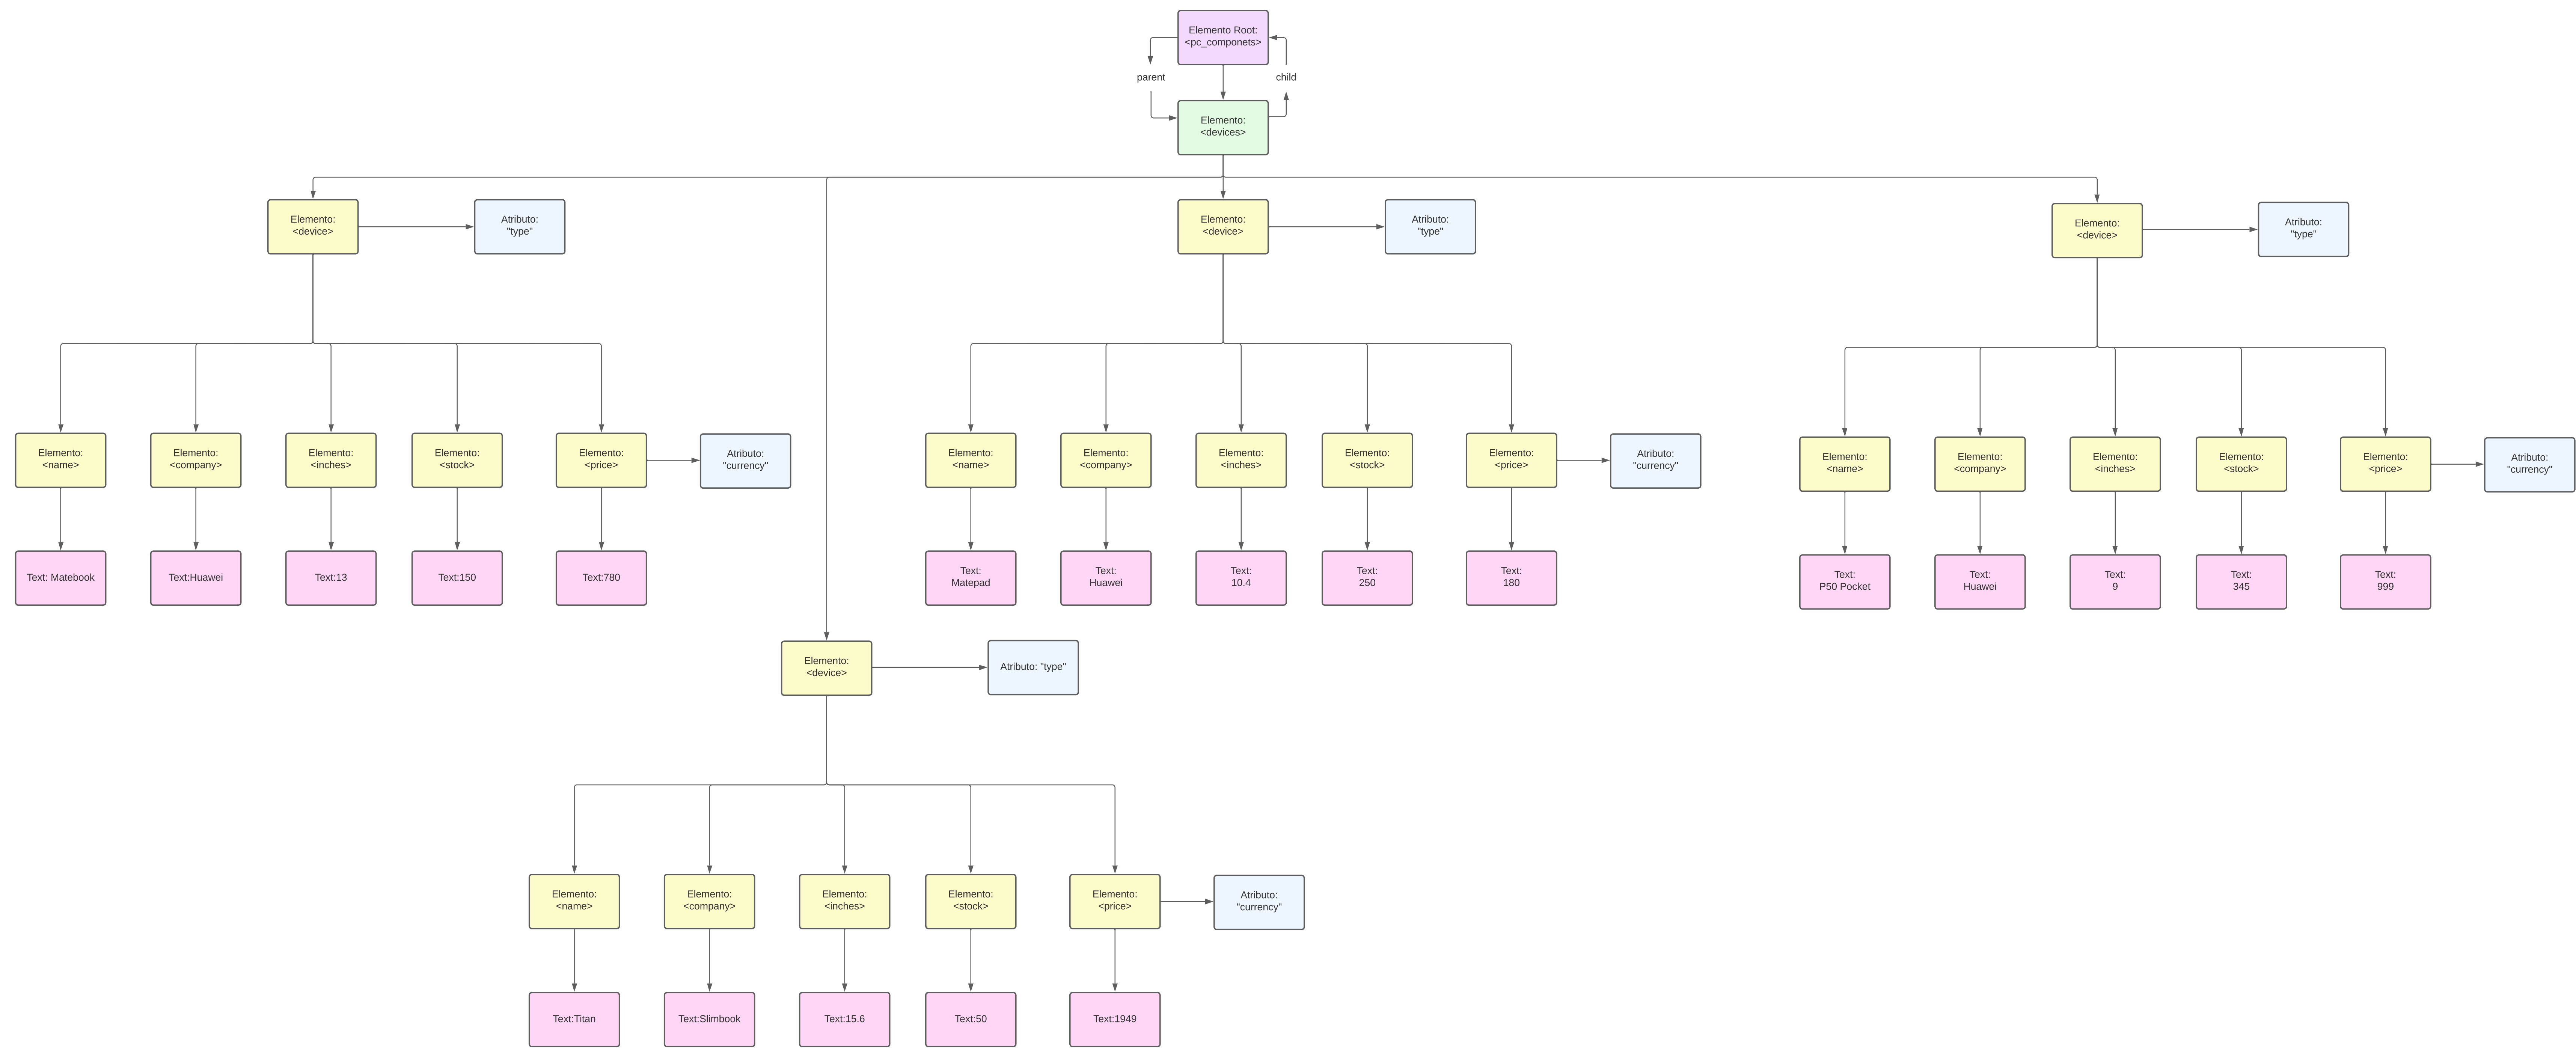 Elemento Root:
<pc_componets>
parent
child
Elemento:
<devices>
Elemento:
<device>
Atributo:
"type"
Elemento:
<device>
Atributo:
"type"
Elemento:
<device>
Atributo:
"type"
Elemento:
<name>
Elemento:
<company>
Elemento:
<inches>
Elemento:
<stock>
Elemento:
<price>
Atributo:
"currency"
Elemento:
<name>
Elemento:
<company>
Elemento:
<inches>
Elemento:
<stock>
Elemento:
<price>
Atributo:
"currency"
Elemento:
<name>
Elemento:
<company>
Elemento:
<inches>
Elemento:
<stock>
Elemento:
<price>
Atributo:
"currency"
Text: Matebook
Text:Huawei
Text:13
Text:150
Text:780
Text:
Matepad
Text:
Huawei
Text:
10.4
Text:
250
Text:
180
Text:
P50 Pocket
Text:
Huawei
Text:
9
Text:
345
Text:
999
Elemento:
<device>
Atributo: "type"
Elemento:
<name>
Elemento:
<company>
Elemento:
<inches>
Elemento:
<stock>
Elemento:
<price>
Atributo:
"currency"
Text:Titan
Text:Slimbook
Text:15.6
Text:50
Text:1949